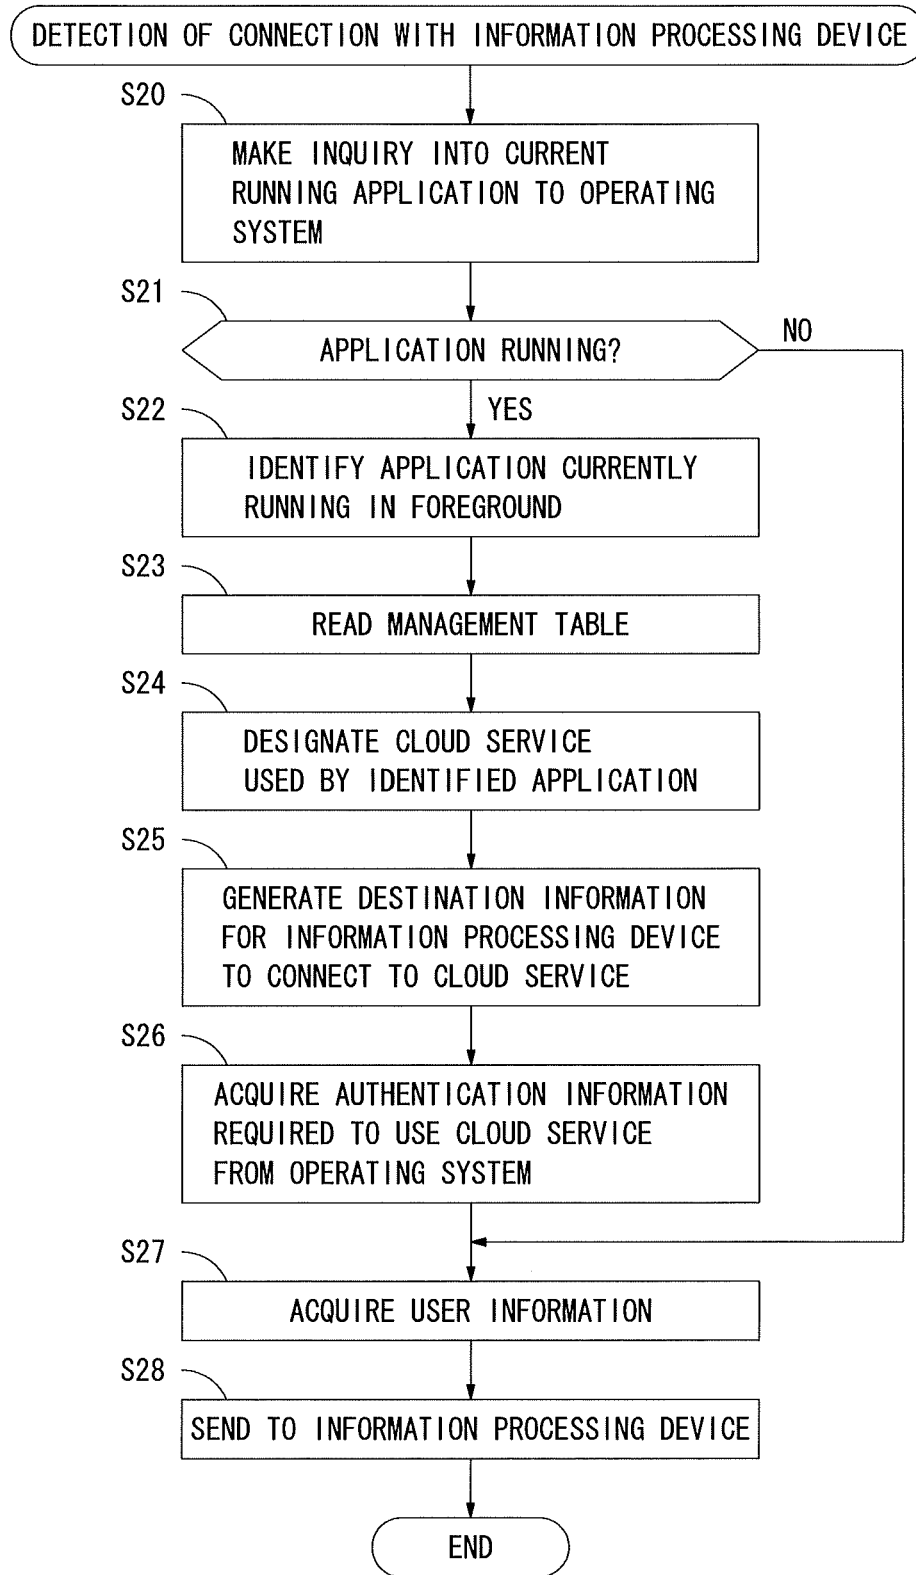 DETECTION OF CONNECTION WITH INFORMATION PROCESSING DEVICE
S20
MAKE INQUIRY INTO CURRENT
RUNNING APPLICATION TO OPERATING
SYSTEM
S21
APPLICATION RUNNING?
NO
YES
S22
IDENTIFY APPLICATION CURRENTLY
RUNNING IN FOREGROUND
S23
READ MANAGEMENT TABLE
S24
DESIGNATE CLOUD SERVICE
USED BY IDENTIFIED APPLICATION
S25
GENERATE DESTINATION INFORMATION
FOR INFORMATION PROCESSING DEVICE
TO CONNECT TO CLOUD SERVICE
S26
ACQUIRE AUTHENTICATION INFORMATION
REQUIRED TO USE CLOUD SERVICE
FROM OPERATING SYSTEM
S27
ACQUIRE USER INFORMATION
S28
SEND TO INFORMATION PROCESSING DEVICE
END